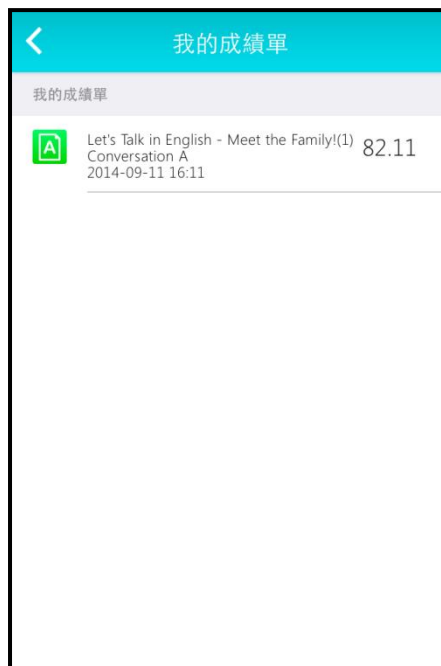 我的成績單
我的成績單
A
Let's Talk in English - Meet the Family!(1)
Conversation A
2014-09-11 16:11
82.11